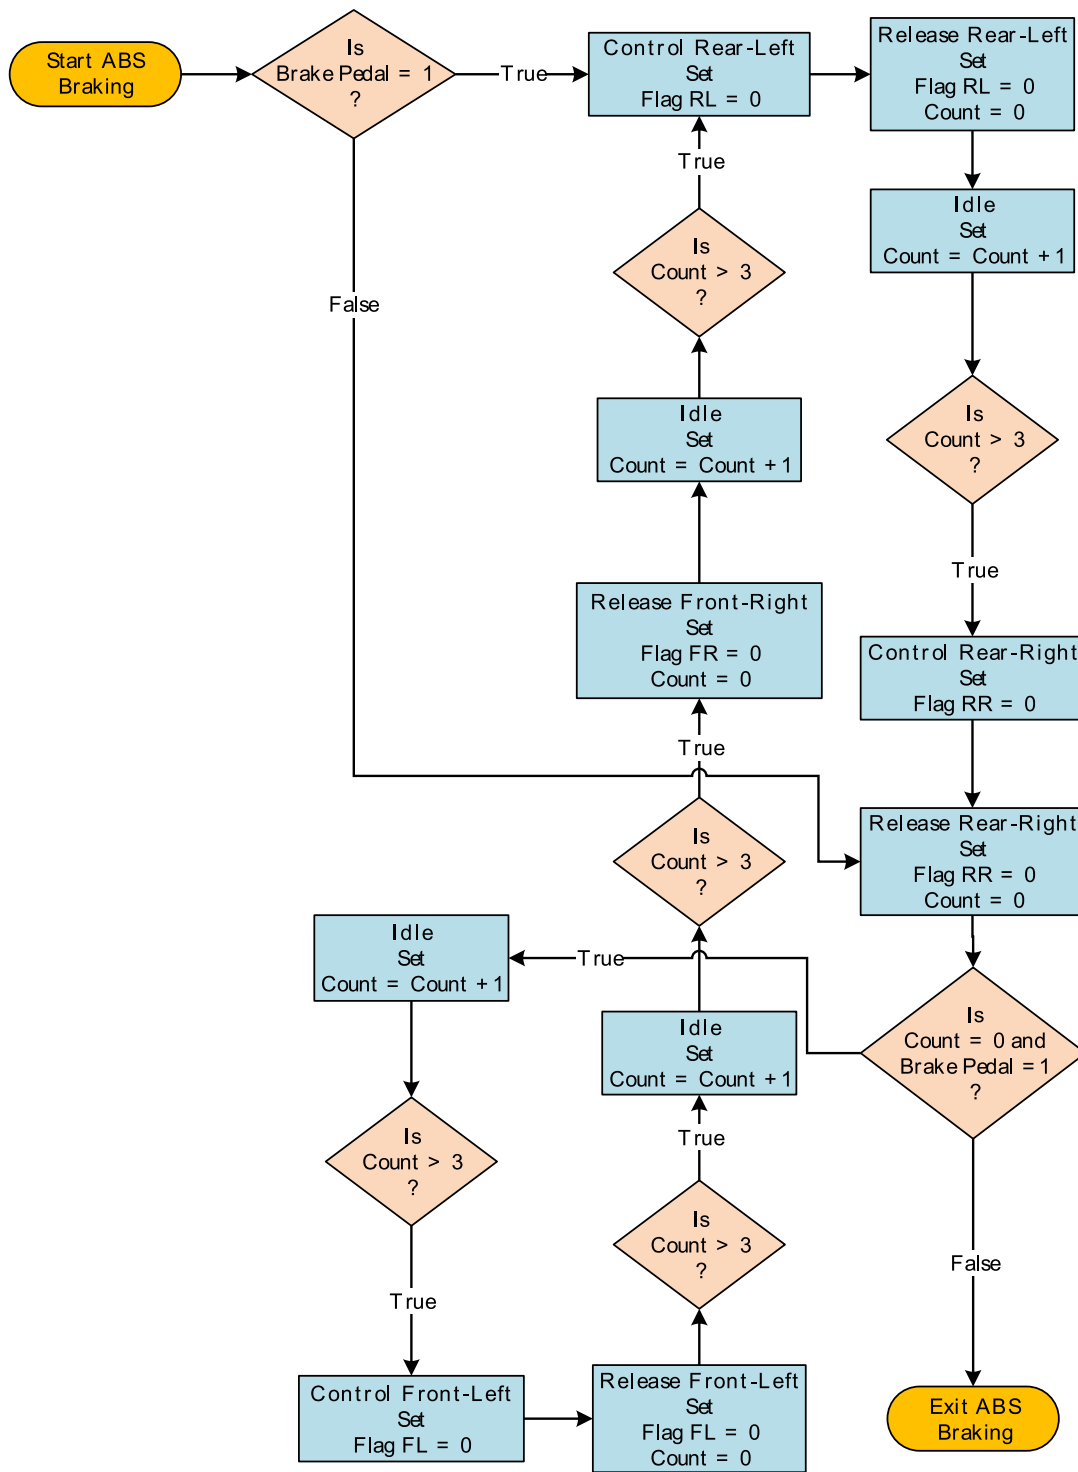 Start ABS
Braking
Is
Brake Pedal = 1
?
True
Control Rear-Left
Set
Flag RL = 0
Release Rear-Left
Set
Flag RL = 0
Count = 0
True
Idle
Set
Count = Count + 1
Is
Count > 3
?
False
Idle
Set
Count = Count + 1
Is
Count > 3
?
True
Release Front-Right
Set
Flag FR = 0
Count = 0
Control Rear-Right
Set
Flag RR = 0
True
Is
Count > 3
?
Release Rear-Right
Set
Flag RR = 0
Count = 0
Idle
Set
Count = Count + 1
True
Idle
Set
Count = Count + 1
Is
Count = 0 and
Brake Pedal = 1
?
Is
Count > 3
?
True
Is
Count > 3
?
False
True
Control Front-Left
Set
Flag FL = 0
Release Front-Left
Set
Flag FL = 0
Count = 0
Exit ABS
Braking